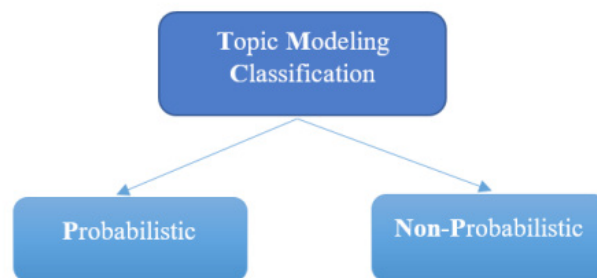 Topic Modeling
Classification
Probabilistic
Non-Probabilistic